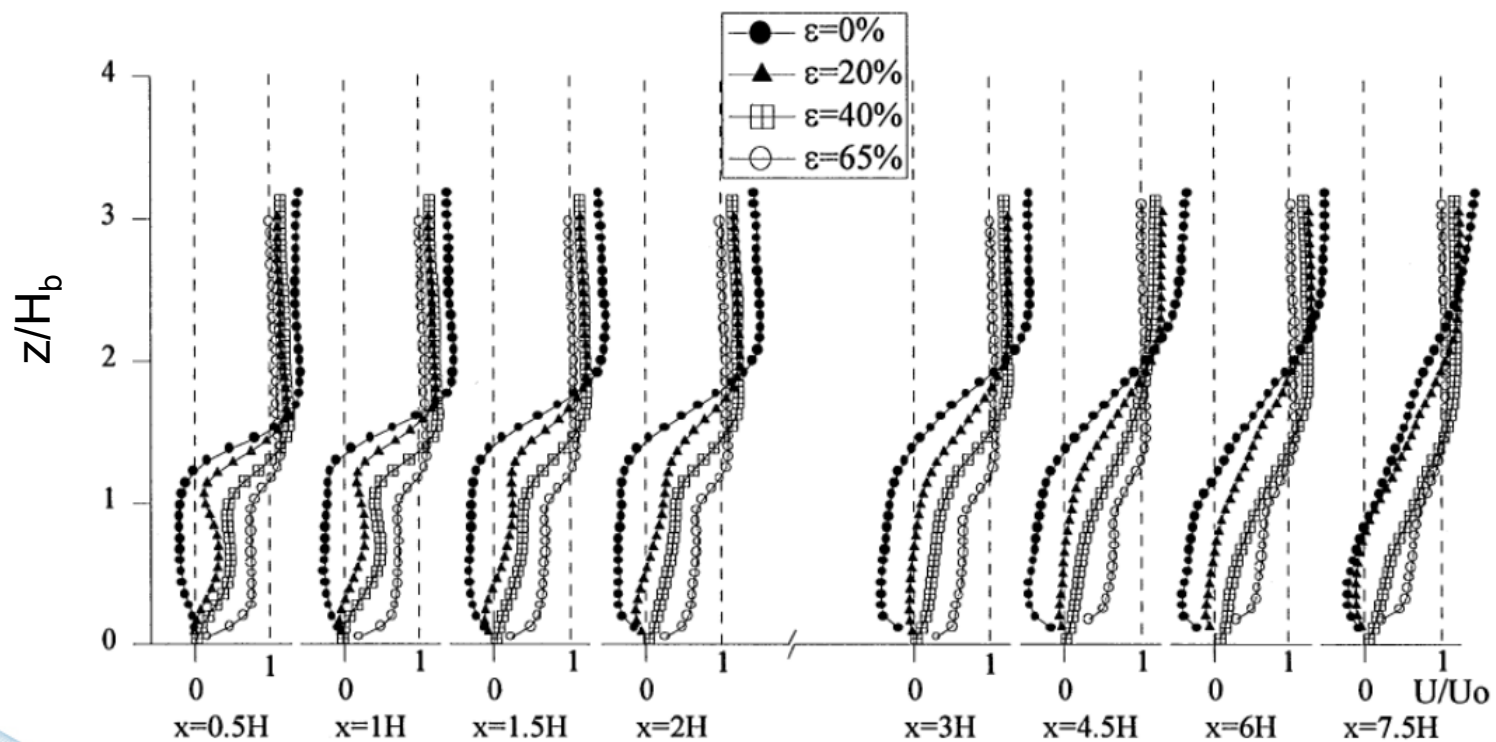 ε=0%
ε=20%
ε=40%
ε=65%
4
3
2
1
0
z/Hb
1 1 1 1 1 1 1 1
0 0 0 0 0 0 0 0 U/Uo
x=0.5H x=1H x=1.5H x=2H x=3H x=4.5H x=6H x=7.5H